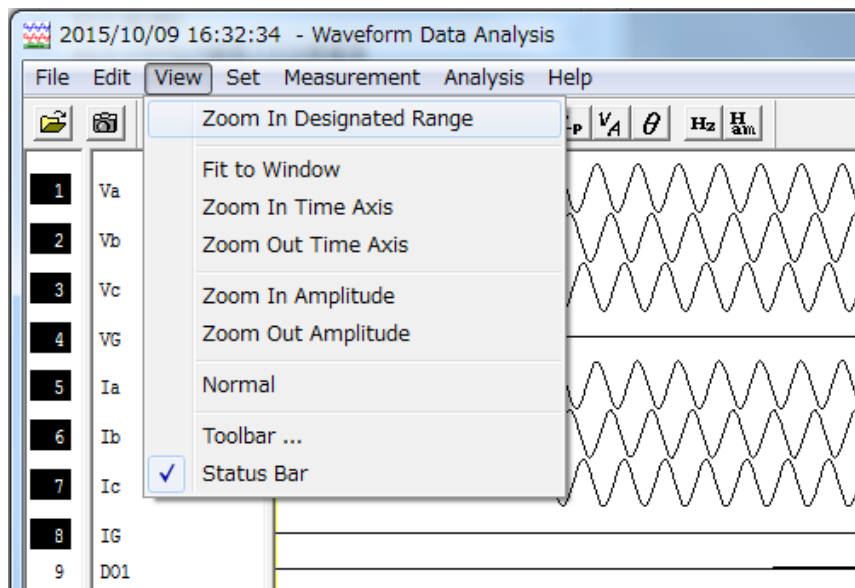 2015/10/09 16:32:34 - Waveform Data Analysis
File Edit View Set Measurement Analysis Help
Zoom In Designated Range
-P VA θ Hz Ham
Fit to Window
Zoom In Time Axis
Zoom Out Time Axis
Zoom In Amplitude
Zoom Out Amplitude
Normal
Toolbar ...
Status Bar
1 Va
2 Vb
3 Vc
4 VG
5 Ia
6 Ib
7 Ic
8 IG
9 DO1